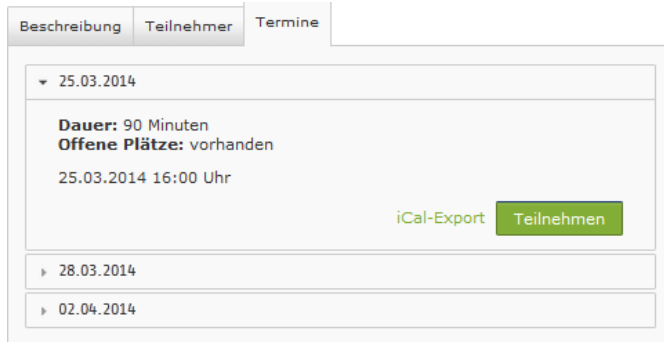 Beschreibung Teilnehmer Termine
25.03.2014
Dauer: 90 Minuten
Offene Plätze: vorhanden
25.03.2014 16:00 Uhr
iCal-Export Teilnehmen
28.03.2014
02.04.2014